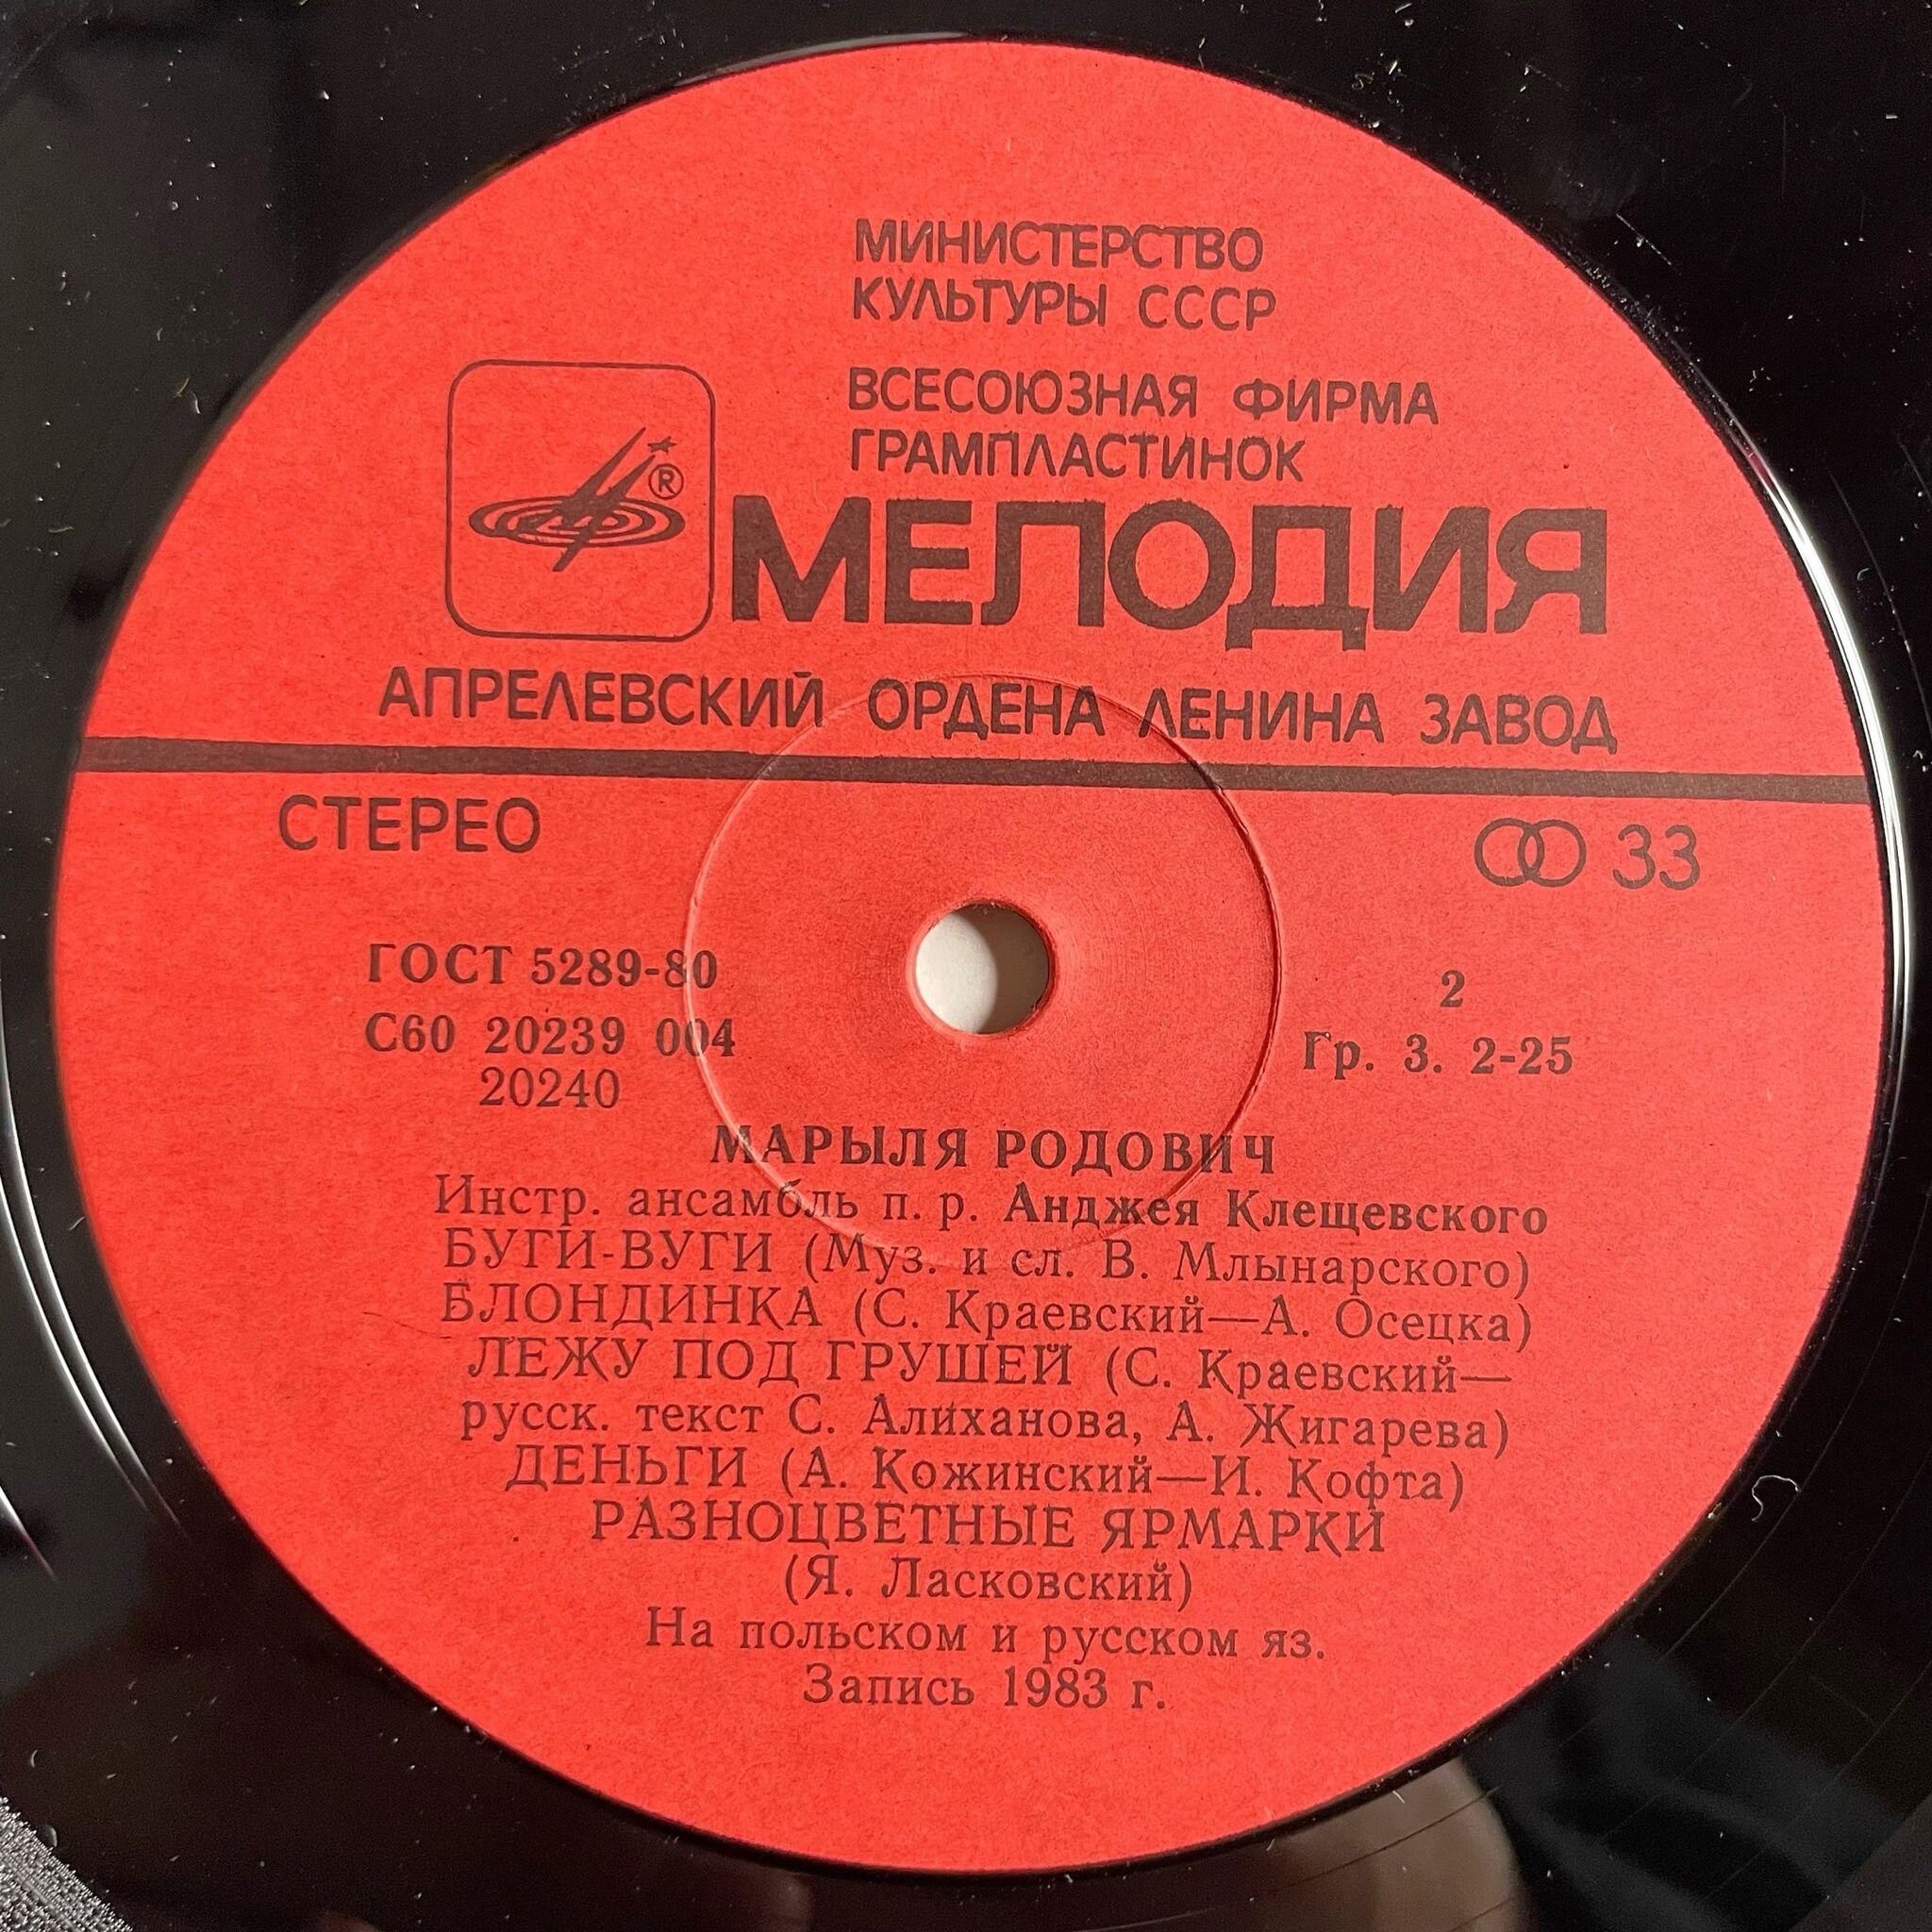 МИНИСТЕРСТВО
КУЛЬТУРЫ СССР
ВСЕСОЮЗНАЯ ФИРМА
ГРАМПЛАСТИНОК
®
МЕЛОДИЯ
АПРЕЛЕВСКИЙ ОРДЕНА ЛЕНИНА ЗАВОД
СТЕРЕО
33
ГОСТ 5289-80
2
С60 20239 004
Гр. 3. 2-25
20240
МАРЫЛЯ РОДОВИЧ
Инстр. ансамбль п. р. Анджея Клещевского
БУГИ-ВУГИ (Муз. и сл. В. Млынарского)
БЛОНДИНКА (С. Краевский—А. Осецка)
ЛЕЖУ ПОД ГРУШЕЙ (С. Краевский—
русск. текст С. Алиханова, А. Жигарева)
ДЕНЬГИ (А. Кожинский—И. Кофта)
РАЗНОЦВЕТНЫЕ ЯРМАРКИ
(Я. Ласковский)
На польском и русском яз.
Запись 1983 г.